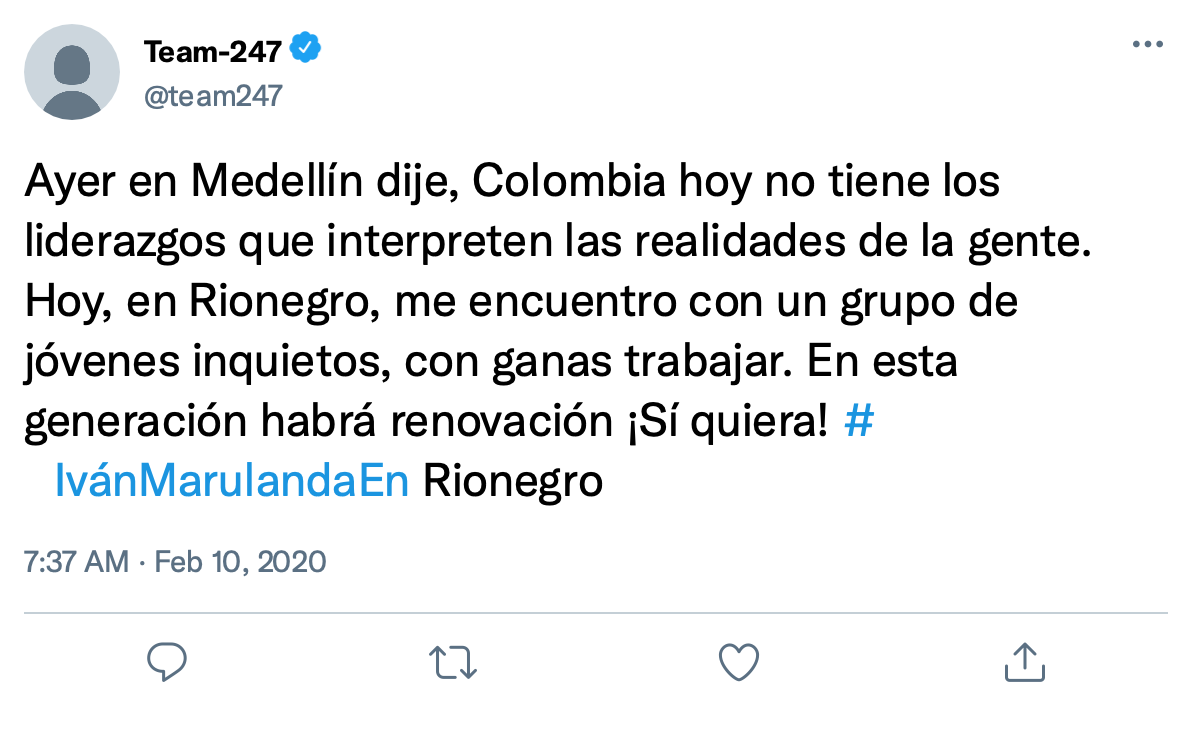 Team-247
@team247
Ayer en Medellín dije, Colombia hoy no tiene los
liderazgos que interpreten las realidades de la gente.
Hoy, en Rionegro, me encuentro con un grupo de
jóvenes inquietos, con ganas trabajar. En esta
generación habrá renovación ¡Sí quiera! #
IvánMarulandaEn Rionegro
7:37 AM · Feb 10, 2020